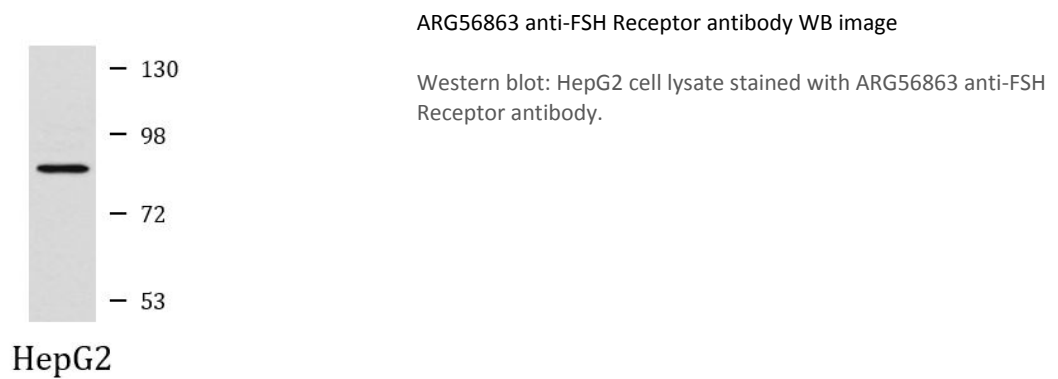 ARG56863 anti-FSH Receptor antibody WB image
Western blot: HepG2 cell lysate stained with ARG56863 anti-FSH
Receptor antibody.
130
98
72
53
HepG2